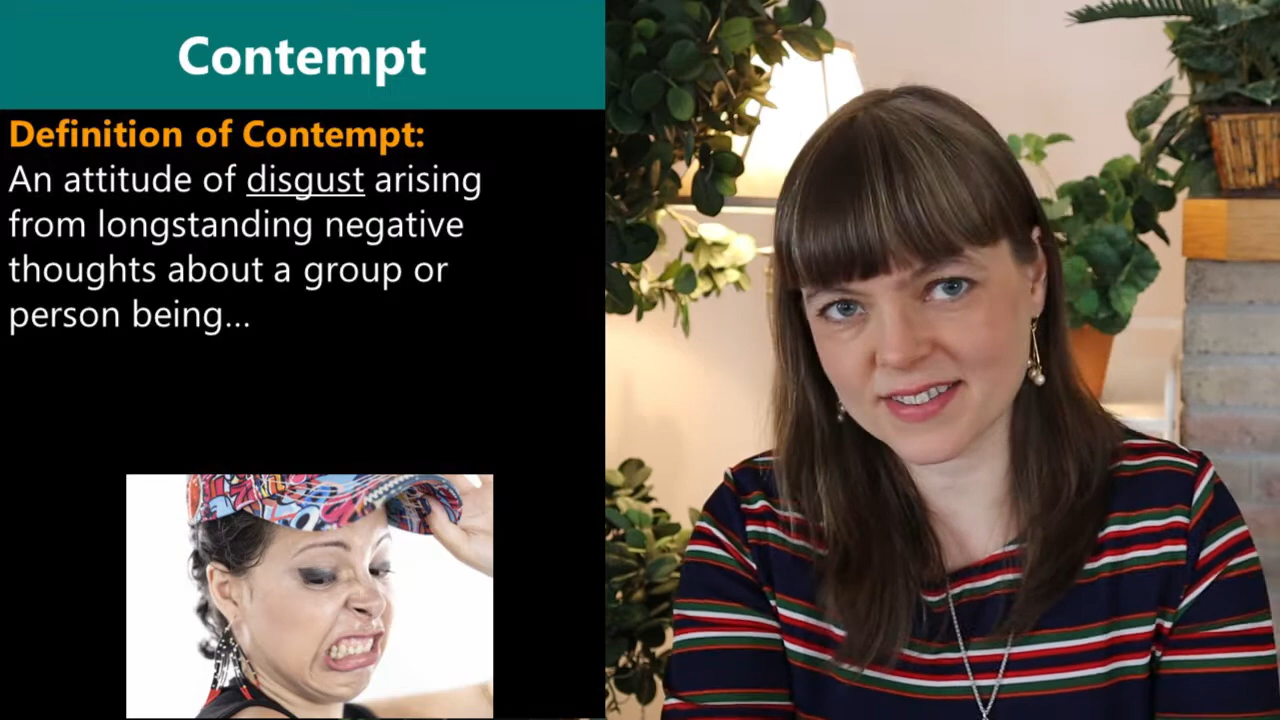 Contempt
Definition of Contempt:
An attitude of disgust arising
from longstanding negative
thoughts about a group or
person being...